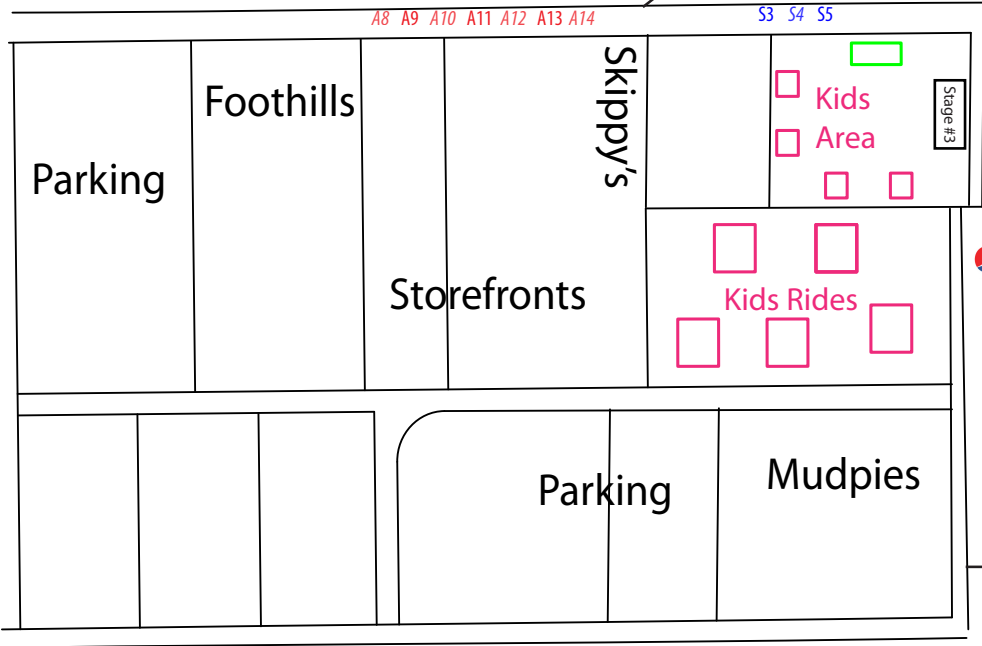 A8 A9 A10 A11 A12 A13 A14
S3 S4 S5
Skippy's
Foothills
Kids
Area
Stage #3
Parking
Storefronts
Kids Rides
Parking
Mudpies